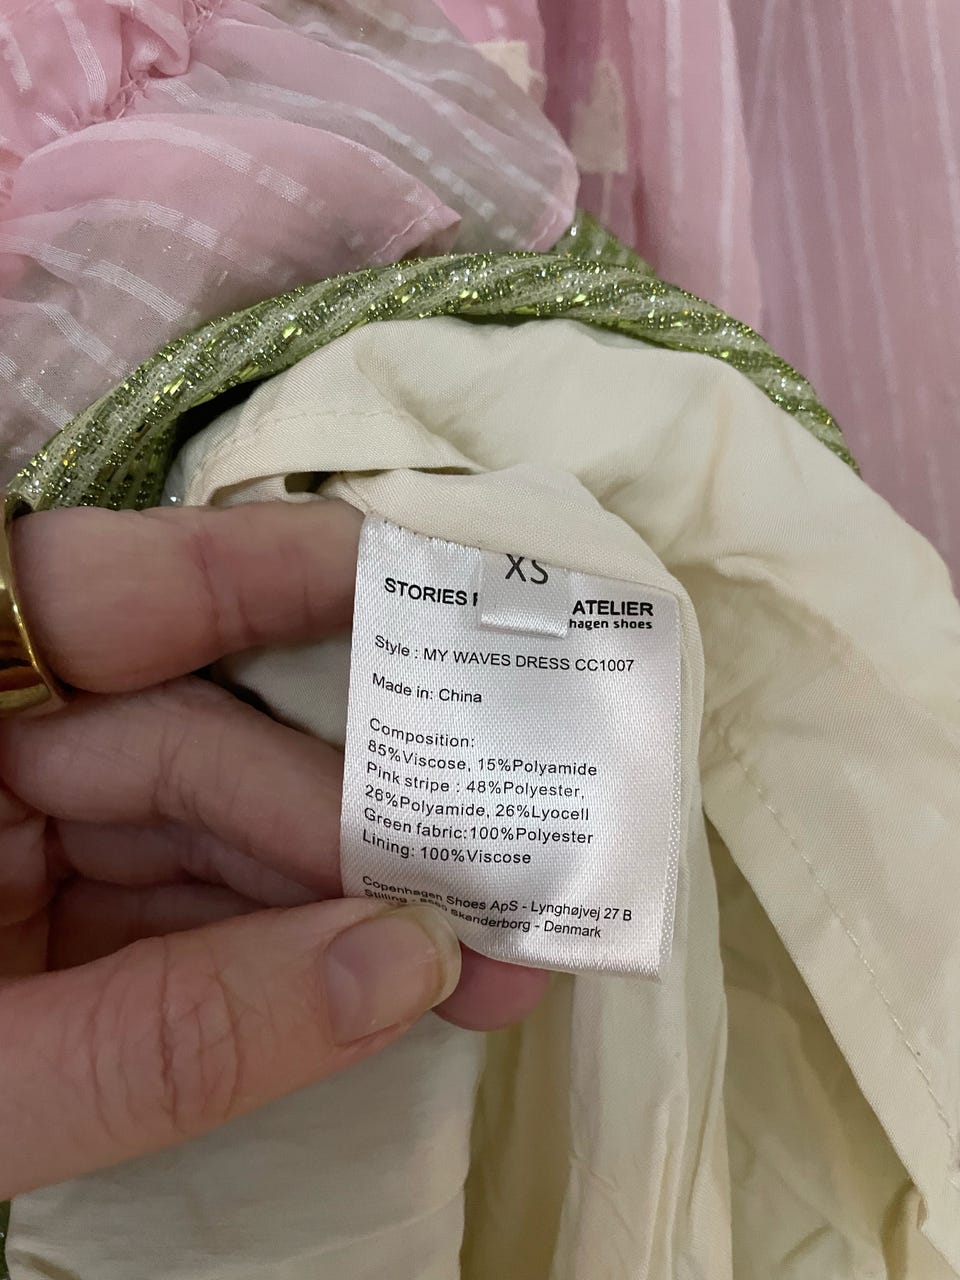 XS
STORIES ATELIER
hagen shoes
Style : MY WAVES DRESS CC1007
Made in: China
Composition:
85%Viscose, 15%Polyamide
Pink stripe : 48%Polyester,
26%Polyamide, 26%Lyocell
Green fabric:100%Polyester
Lining: 100%Viscose
Copenhagen Shoes ApS - Lynghøjvej 27 B
Stilling - Skanderborg - Denmark